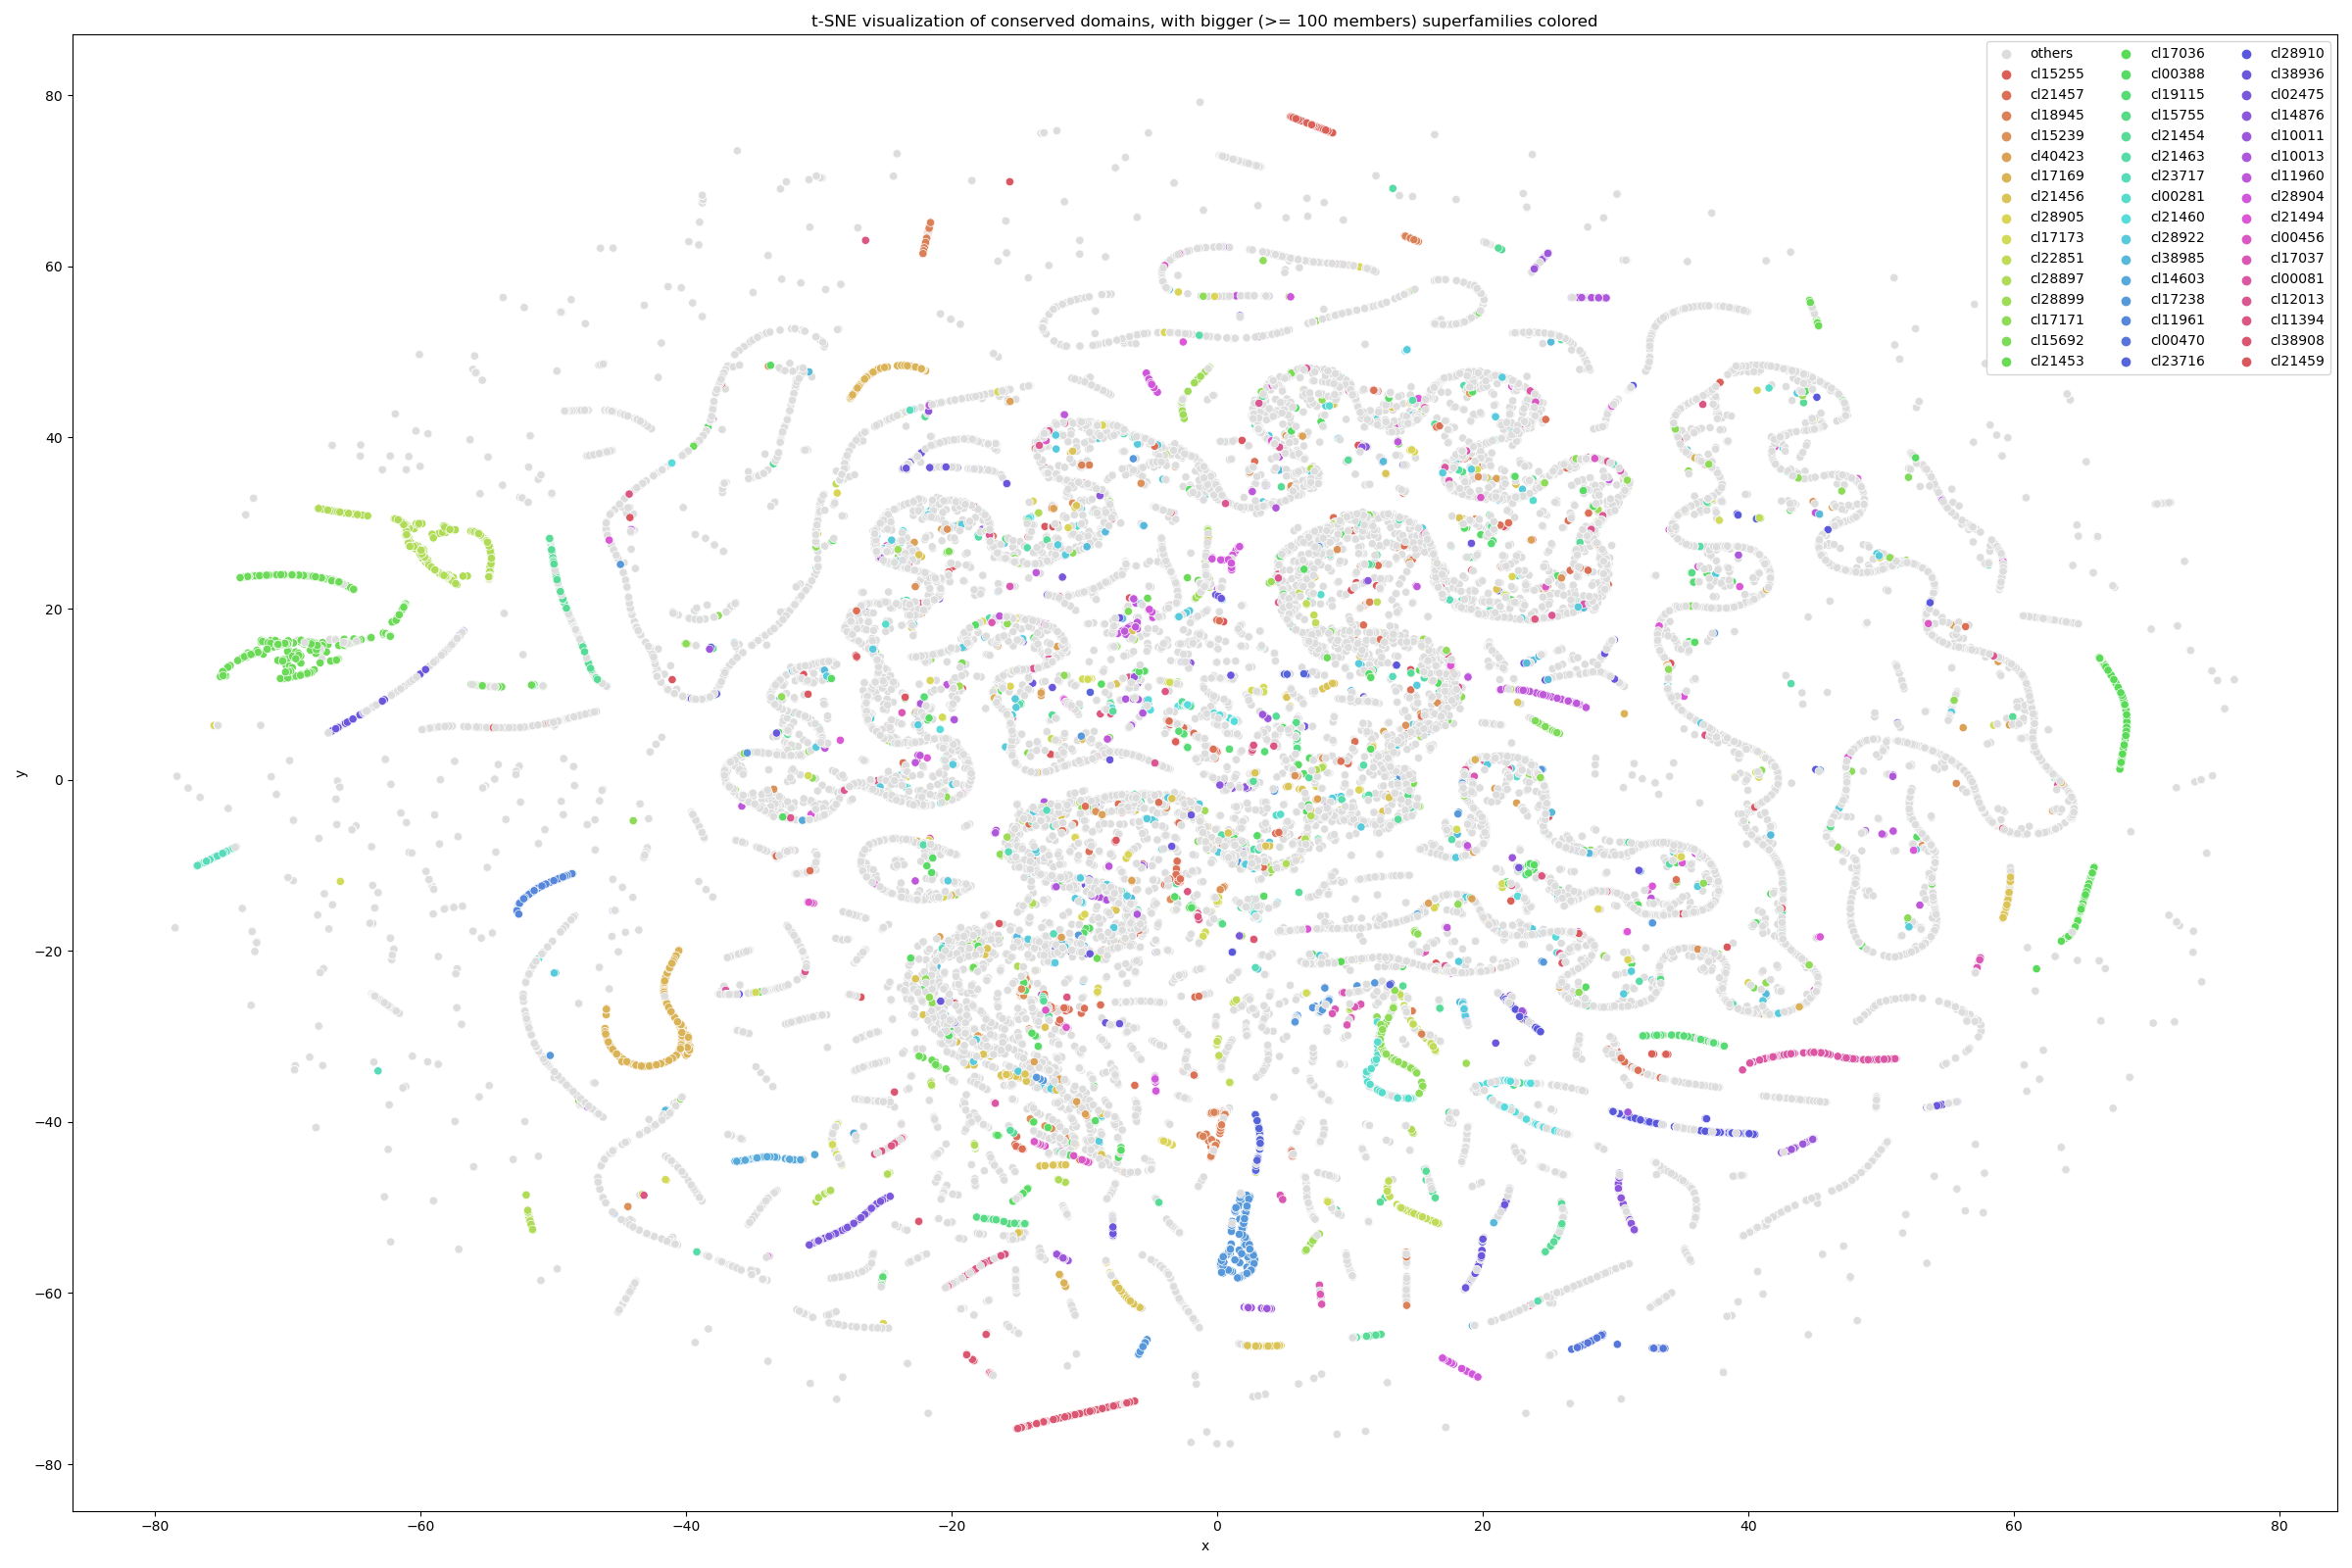 t-SNE visualization of conserved domains, with bigger (>= 100 members) superfamilies colored
others
cl15255
cl21457
cl18945
cl15239
cl40423
cl17169
cl21456
cl28905
cl17173
cl22851
cl28897
cl28899
cl17171
cl15692
cl21453
cl17036
cl00388
cl19115
cl15755
cl21454
cl21463
cl23717
cl00281
cl21460
cl28922
cl38985
cl14603
cl17238
cl11961
cl00470
cl23716
cl28910
cl38936
cl02475
cl14876
cl10011
cl10013
cl11960
cl28904
cl21494
cl00456
cl17037
cl00081
cl12013
cl11394
cl38908
cl21459
y
80
60
40
20
0
−20
−40
−60
−80
−80 −60 −40 −20 0 20 40 60 80
x